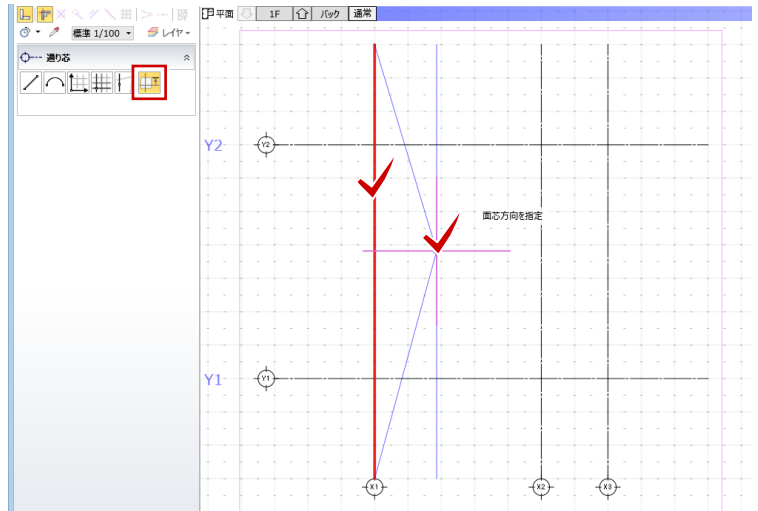 平面 1F バック 通常
標準 1/100 レイヤ
通り芯
Y2 Y2
面芯方向を指定
Y1 Y1
X1 X2 X3